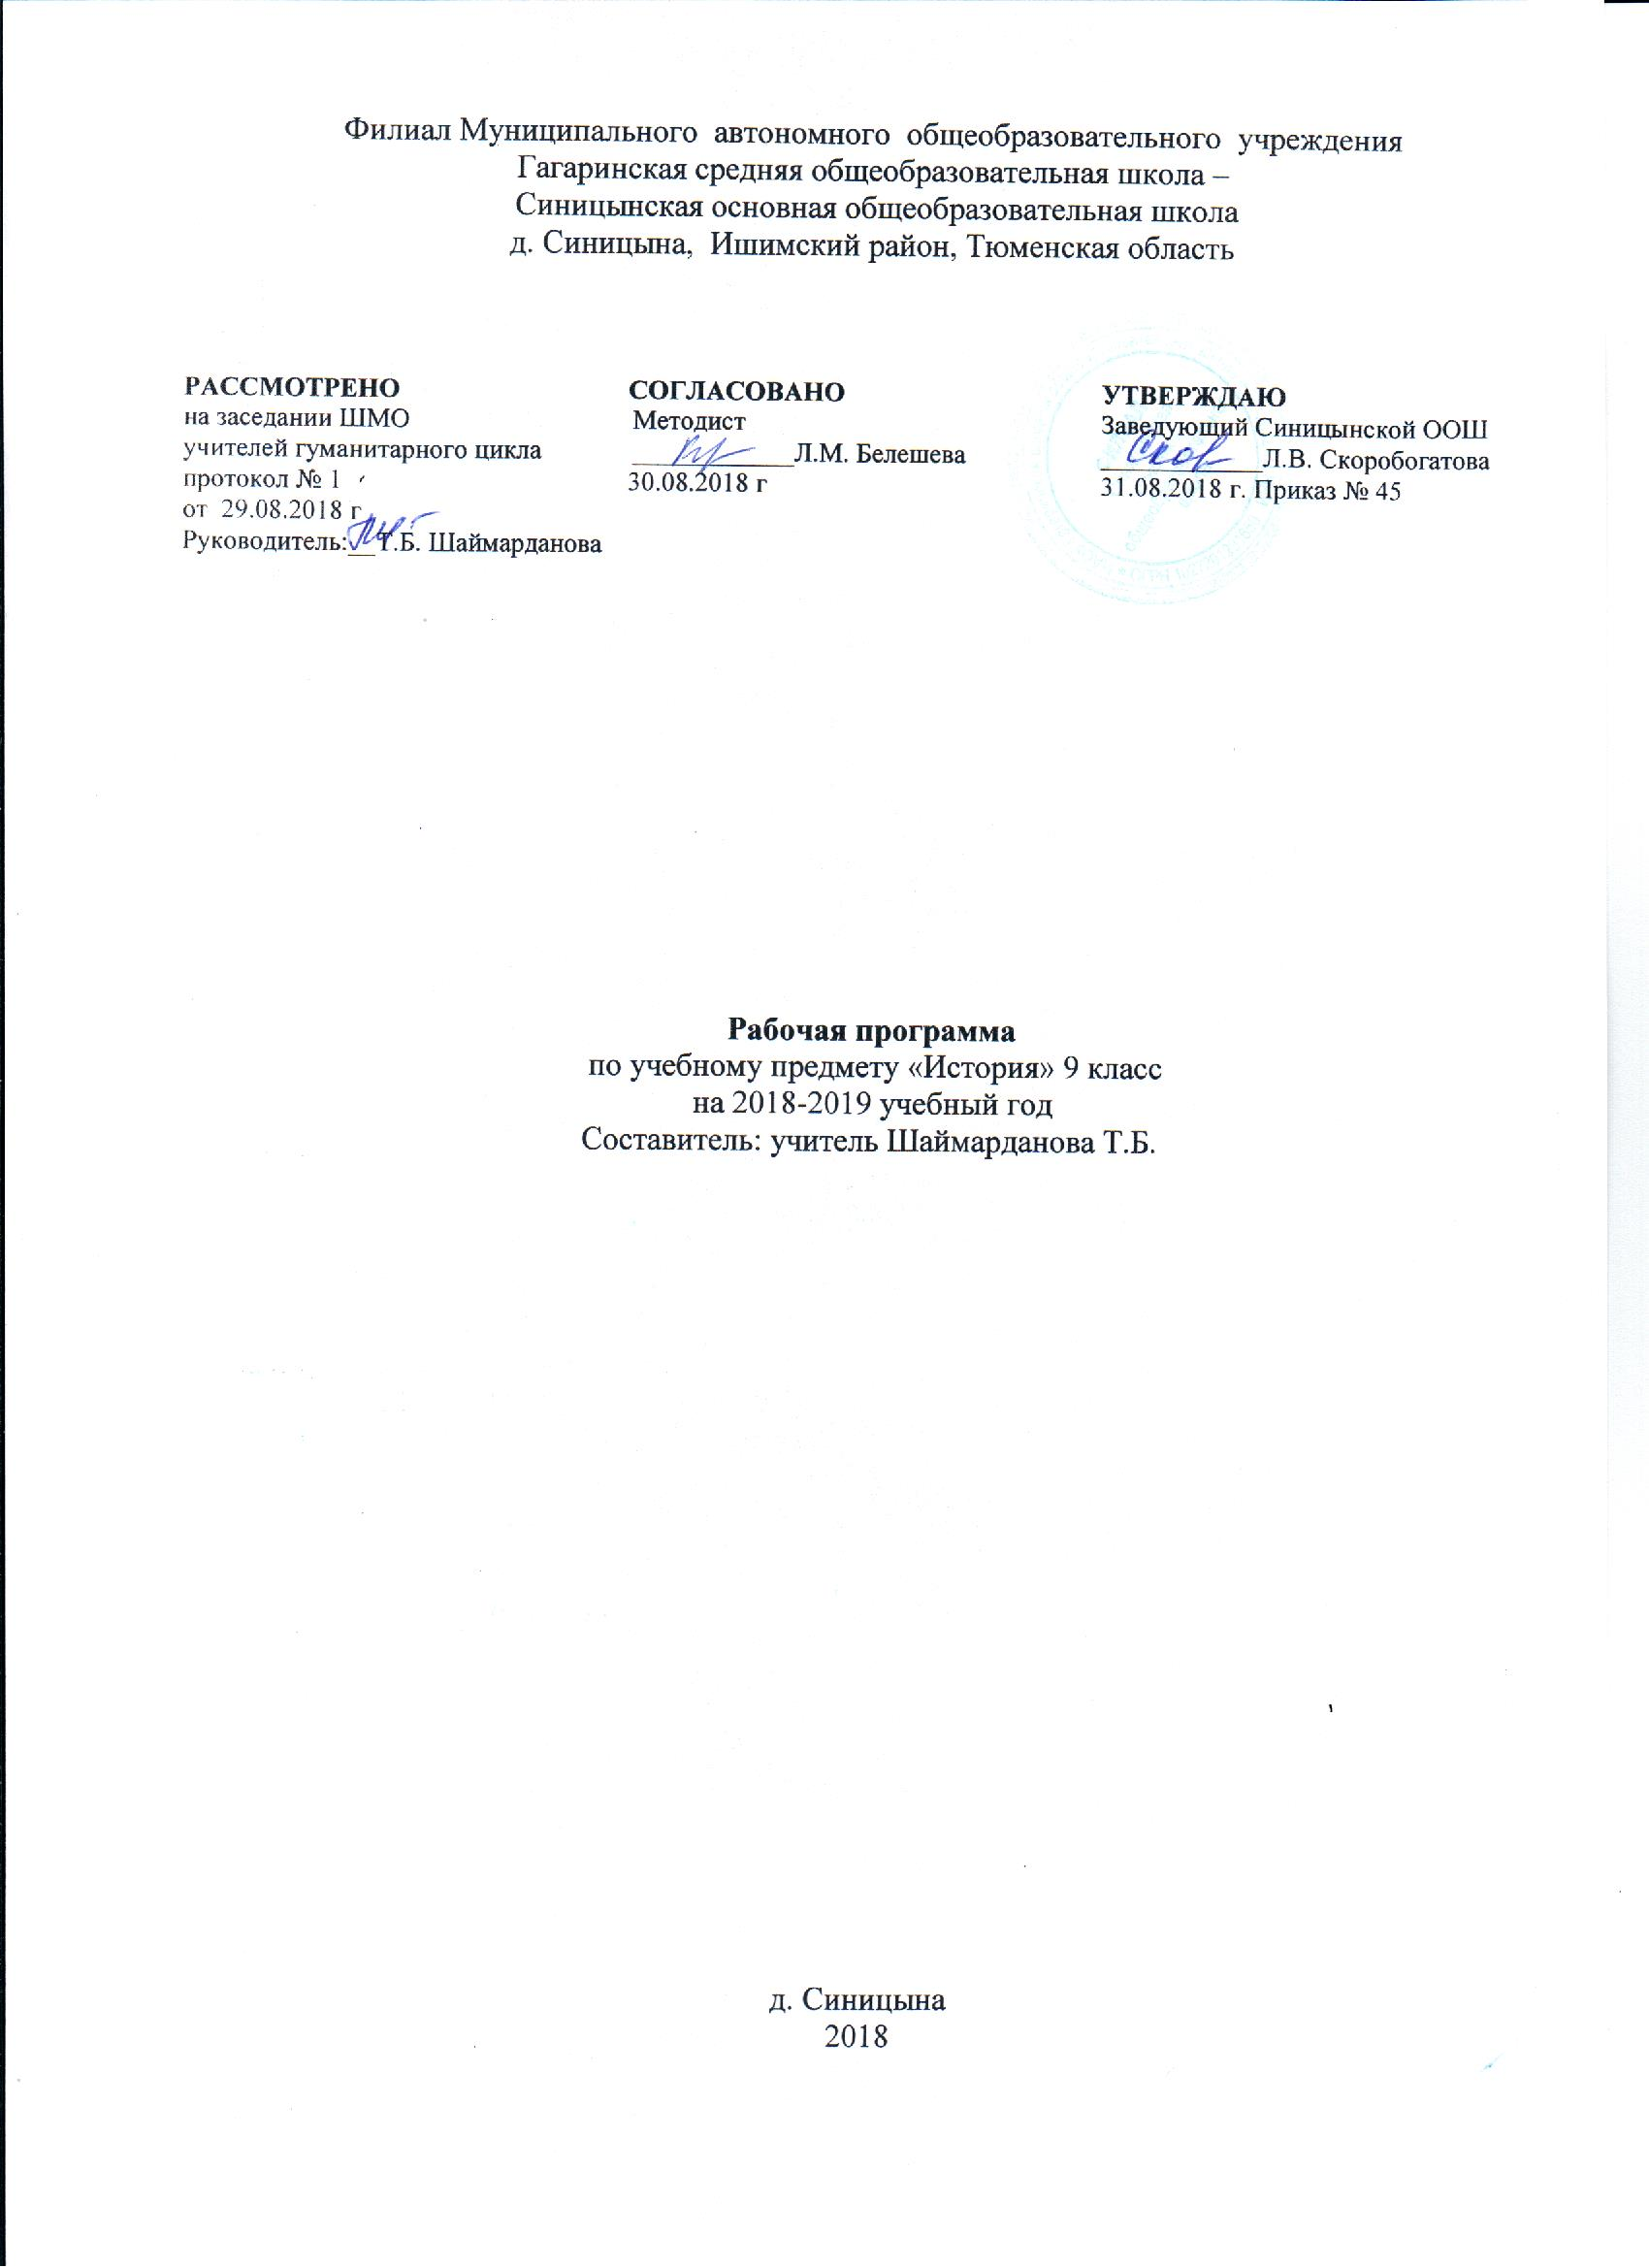 Филиал Муниципального автономного общеобразовательного учреждения
Гагаринская средняя общеобразовательная школа –
Синицынская основная общеобразовательная школа
д. Синицына, Ишимский район, Тюменская область
РАССМОТРЕНО
на заседании ШМО
учителей гуманитарного цикла
протокол № 1
от 29.08.2018 г
Руководитель:__Т.Б. Шаймарданова
СОГЛАСОВАНО
Методист
____________Л.М. Белешева
30.08.2018 г
УТВЕРЖДАЮ
Заведующий Синицынской ООШ
____________Л.В. Скоробогатова
31.08.2018 г. Приказ № 45
Рабочая программа
по учебному предмету «История» 9 класс
на 2018-2019 учебный год
Составитель: учитель Шаймарданова Т.Б.
д. Синицына
2018